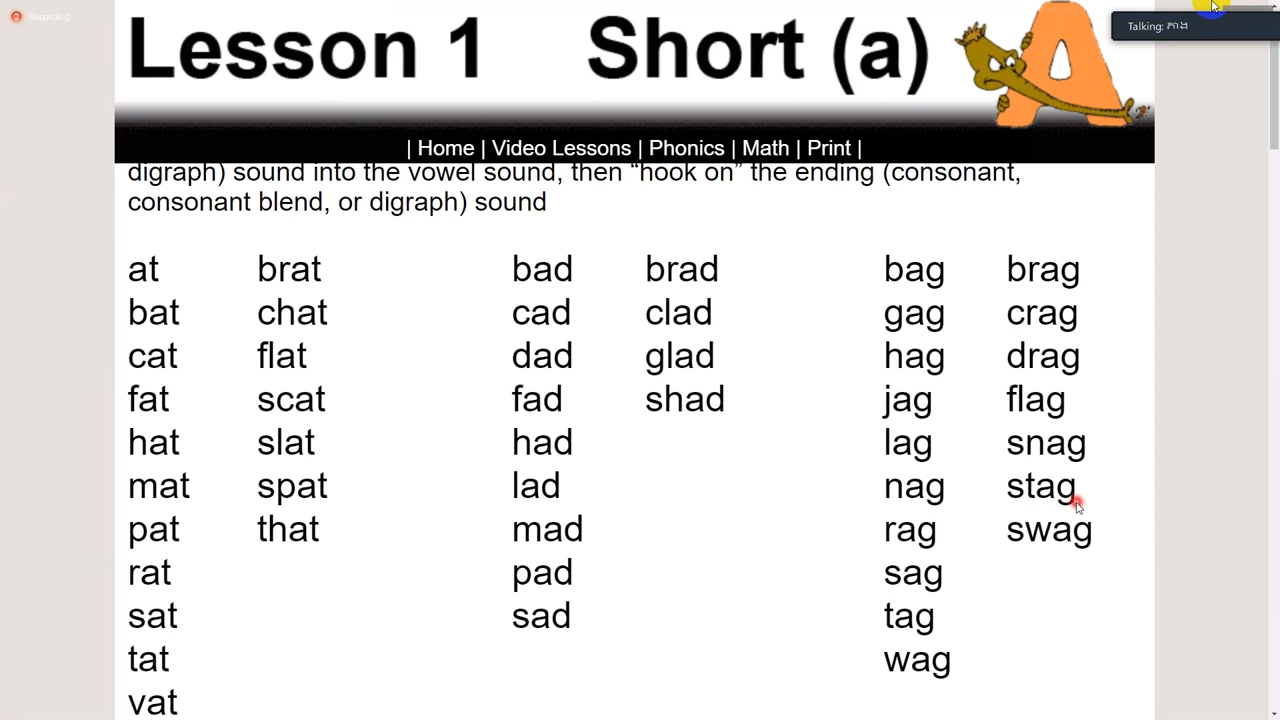 Recording
Lesson 1 Short (a)
| Home | Video Lessons | Phonics | Math | Print |
digraph) sound into the vowel sound, then "hook on" the ending (consonant,
consonant blend, or digraph) sound
at brat bad brad bag brag
bat chat cad clad gag crag
cat flat dad glad hag drag
fat scat fad shad jag flag
hat slat had lag snag
mat spat lad nag stag
pat that mad rag swag
rat pad sag
sat sad tag
tat wag
vat
Talking: